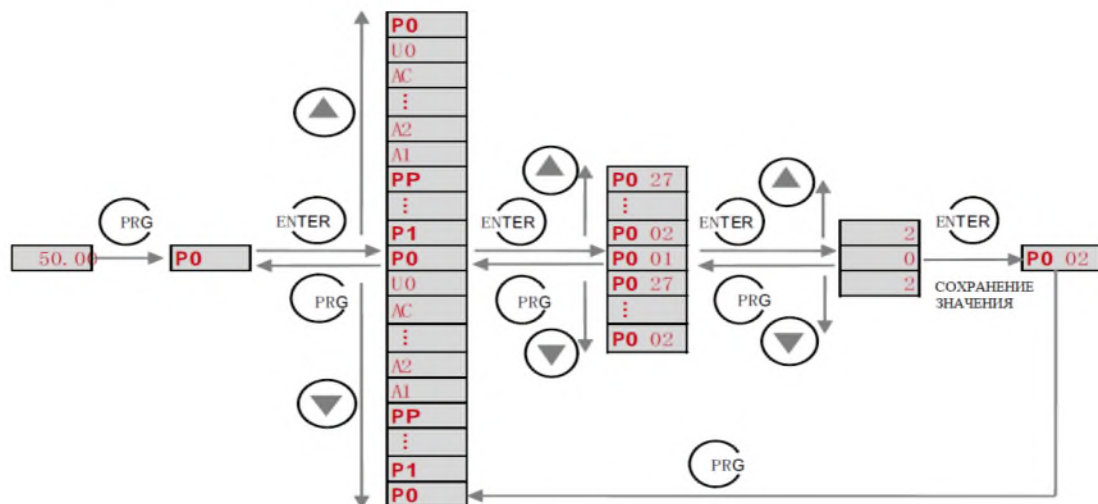 P0
U0
AC
⋮
A2
A1
PP
⋮
P1
P0
U0
AC
⋮
A2
A1
PP
⋮
P1
P0
50.00
PRG
P0
ENTER
PRG
ENTER
PRG
P0 27
⋮
P0 02
P0 01
P0 27
⋮
P0 02
ENTER
PRG
2
0
2
ENTER
СОХРАНЕНИЕ
ЗНАЧЕНИЯ
P0 02
PRG